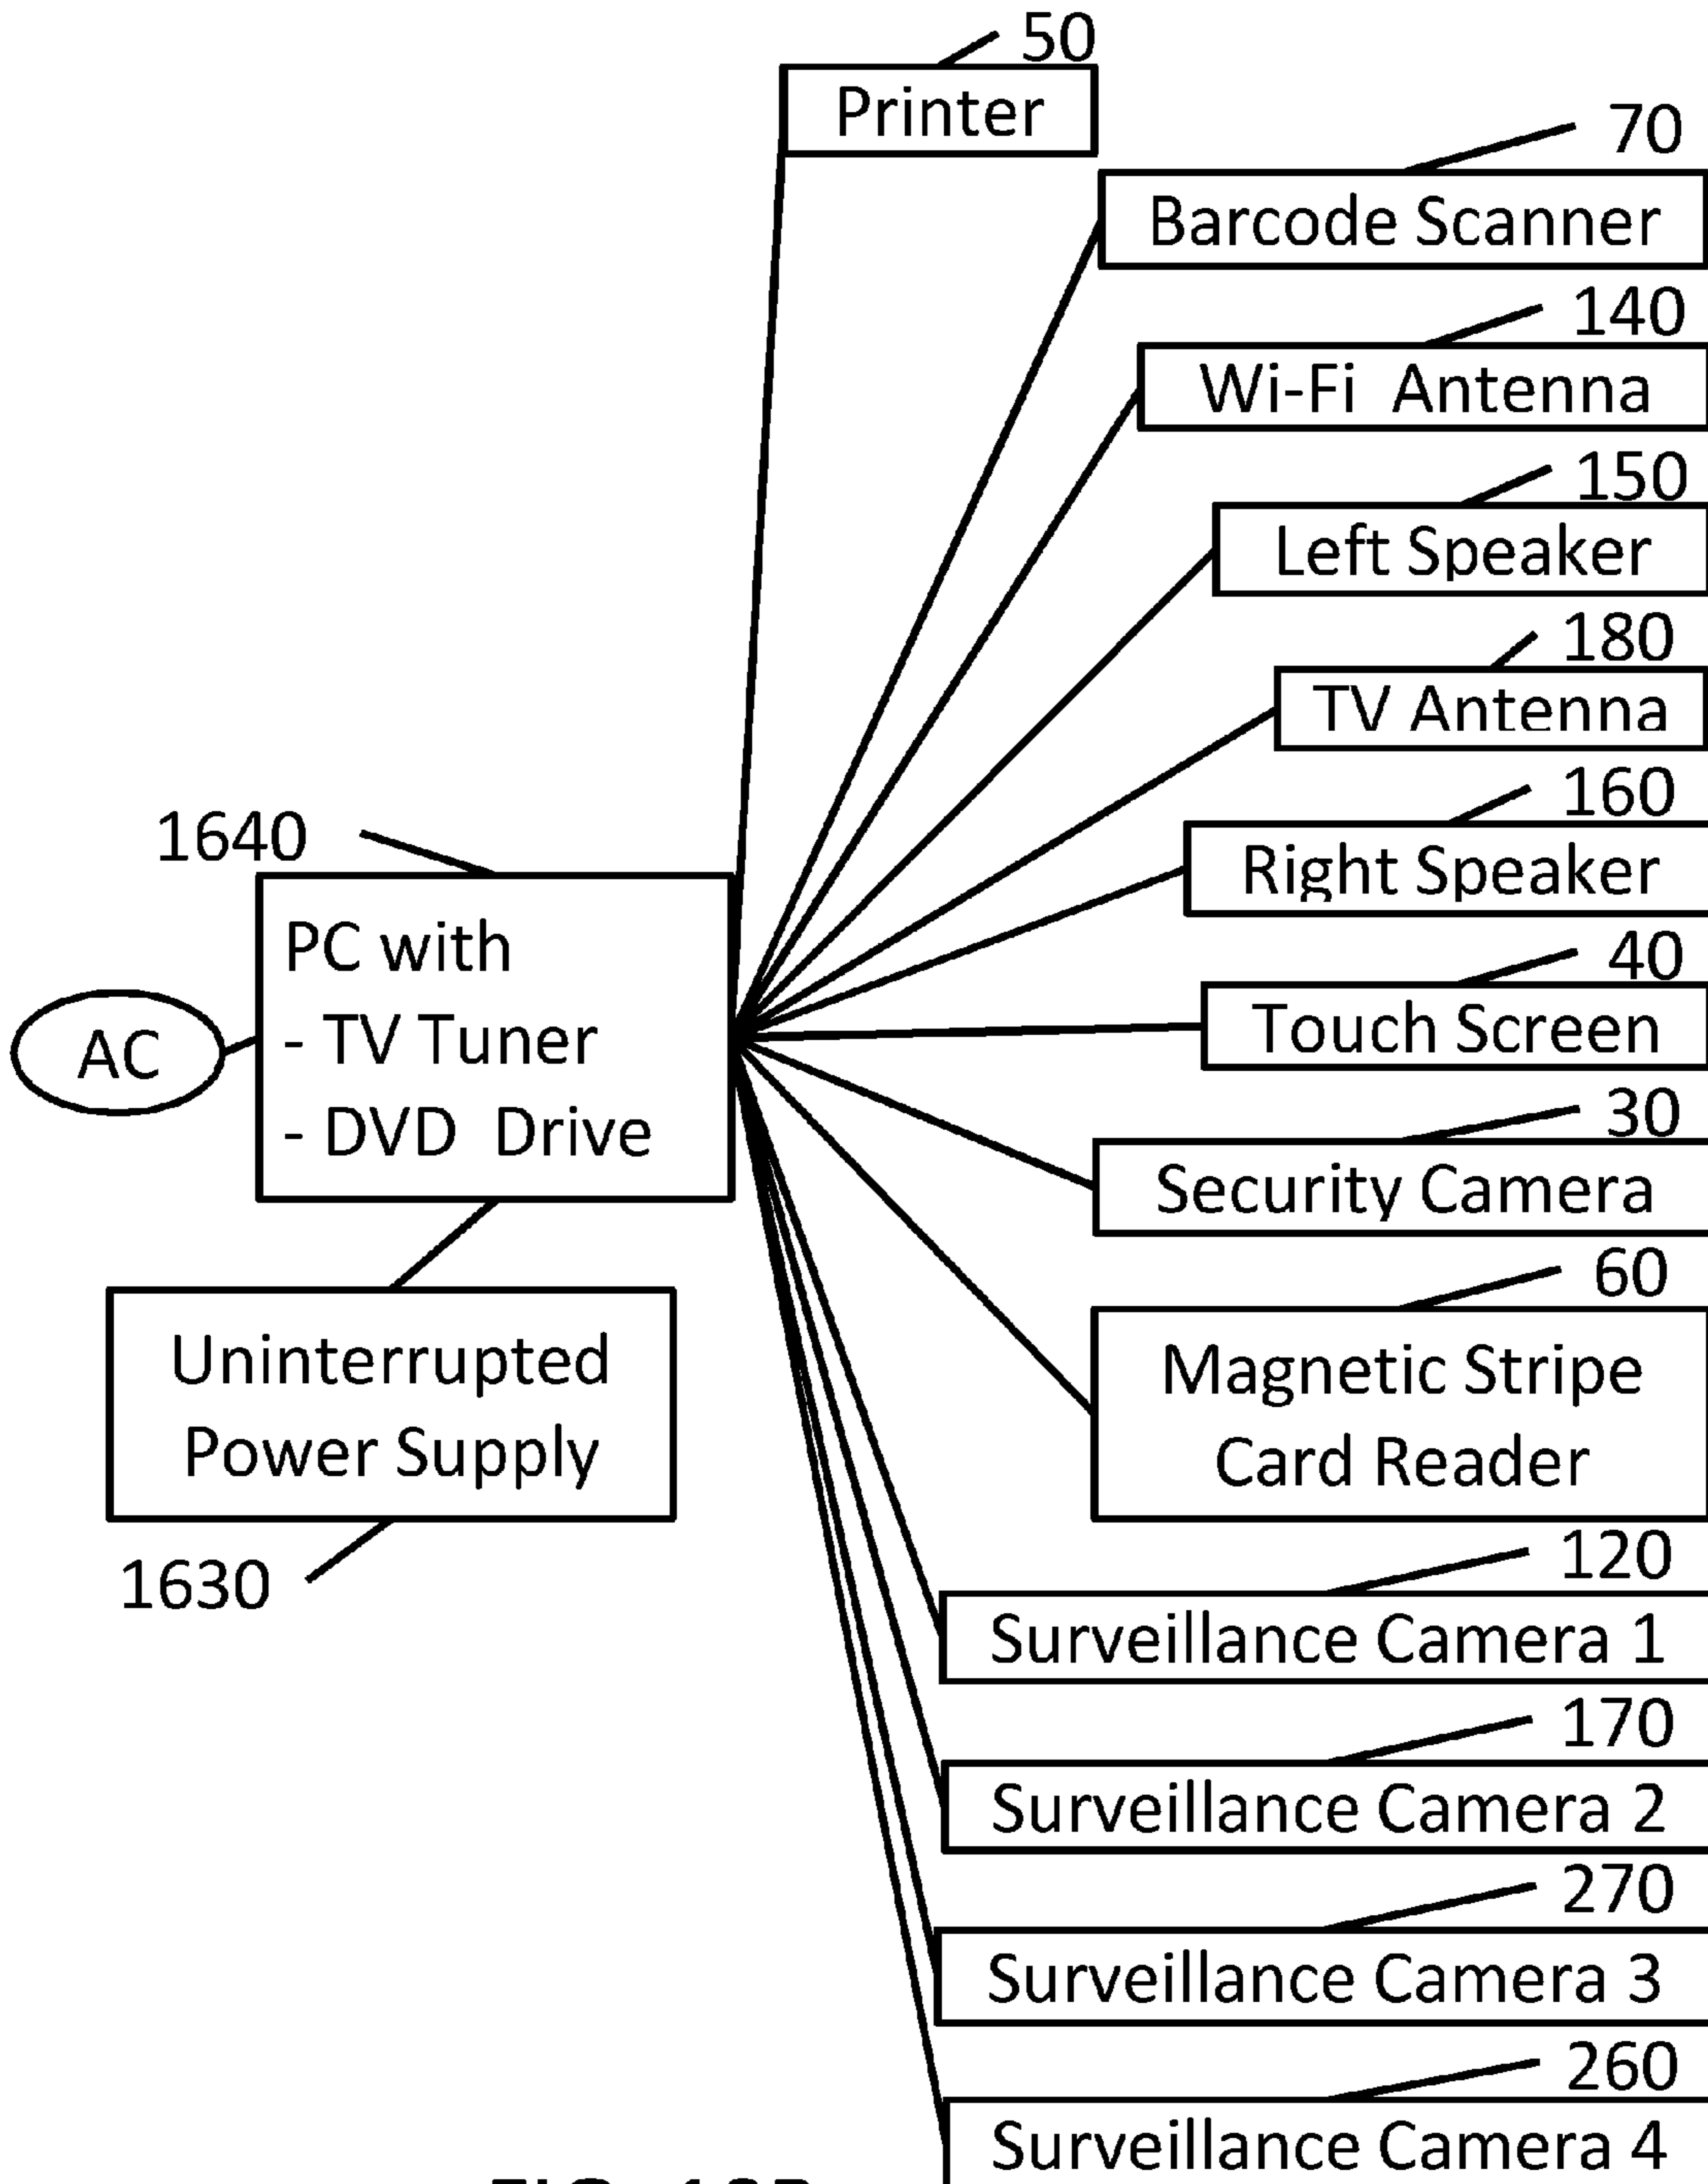 50
Printer
70
Barcode Scanner
140
Wi-Fi Antenna
150
Left Speaker
180
TV Antenna
160
Right Speaker
1640
PC with
- TV Tuner
- DVD Drive
AC
40
Touch Screen
30
Security Camera
60
Magnetic Stripe
Card Reader
Uninterrupted
Power Supply
1630
120
Surveillance Camera 1
170
Surveillance Camera 2
270
Surveillance Camera 3
260
Surveillance Camera 4